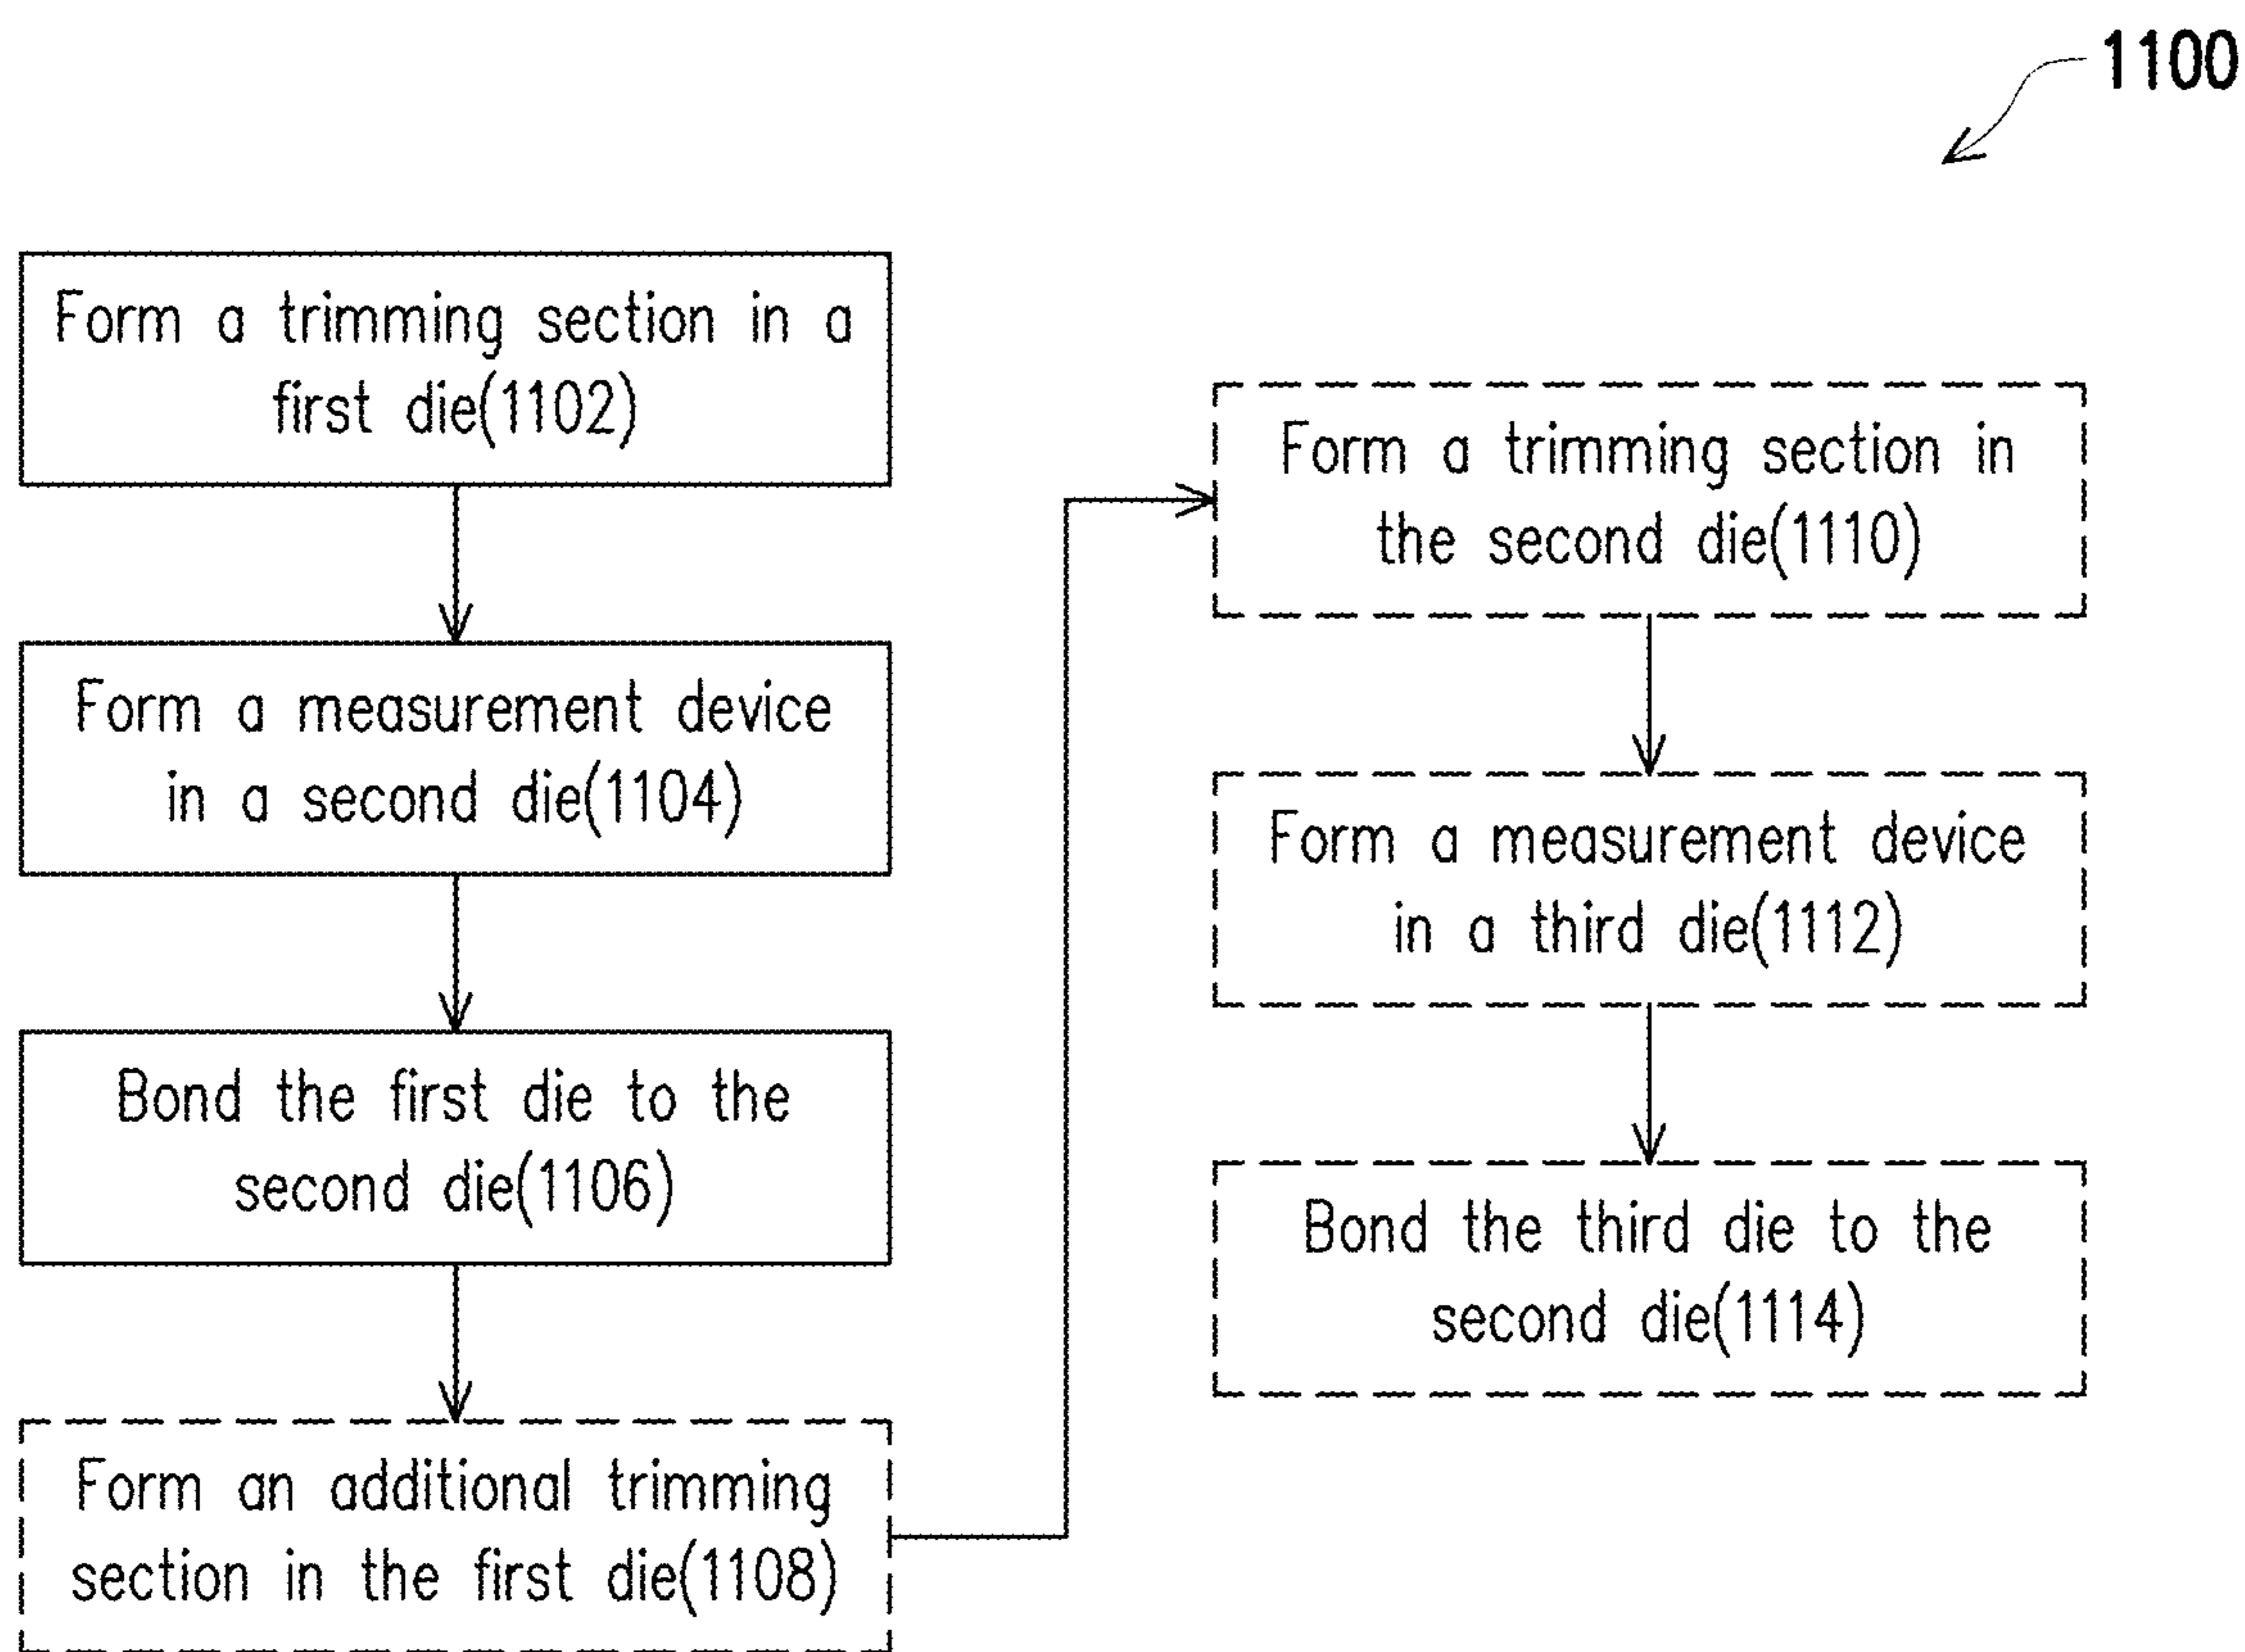 1100
Form a trimming section in a
first die(1102)
Form a measurement device
in a second die(1104)
Bond the first die to the
second die(1106)
Form an additional trimming
section in the first die(1108)
Form a trimming section in
the second die(1110)
Form a measurement device
in a third die(1112)
Bond the third die to the
second die(1114)